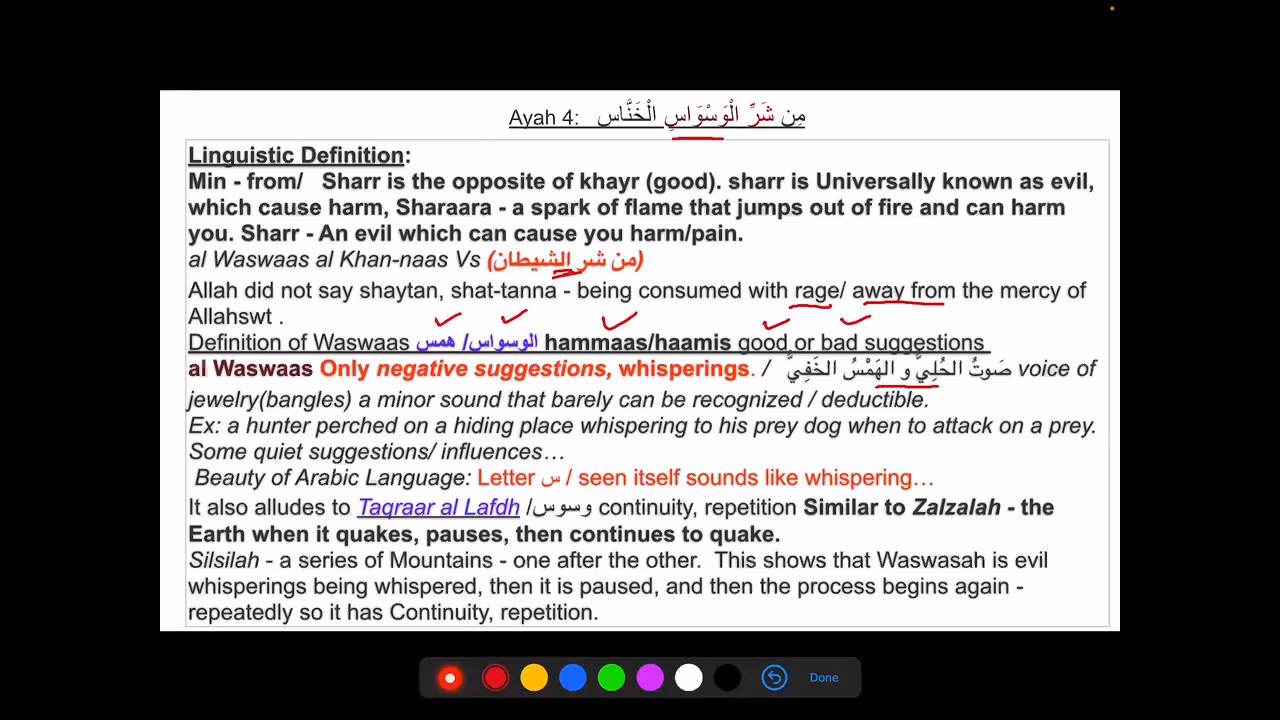 Ayah 4: مِن شَرِّ الْوَسْوَاسِ الْخَنَّاس
Linguistic Definition:
Min - from/ Sharr is the opposite of khayr (good). sharr is Universally known as evil,
which cause harm, Sharaara - a spark of flame that jumps out of fire and can harm
you. Sharr - An evil which can cause you harm/pain.
al Waswaas al Khan-naas Vs (من شر الشيطان)
Allah did not say shaytan, shat-tanna - being consumed with rage/ away from the mercy of
Allahswt .
Definition of Waswaas الوسواس/ همس hammaas/haamis good or bad suggestions
al Waswaas Only negative suggestions, whisperings. / صَوتُ الحُلِيُّ و الهَمْسُ الخَفِيُّ voice of
jewelry(bangles) a minor sound that barely can be recognized / deductible.
Ex: a hunter perched on a hiding place whispering to his prey dog when to attack on a prey.
Some quiet suggestions/ influences…
Beauty of Arabic Language: Letter س / seen itself sounds like whispering…
It also alludes to Taqraar al Lafdh /وسوس continuity, repetition Similar to Zalzalah - the
Earth when it quakes, pauses, then continues to quake.
Silsilah - a series of Mountains - one after the other. This shows that Waswasah is evil
whisperings being whispered, then it is paused, and then the process begins again -
repeatedly so it has Continuity, repetition.
Done